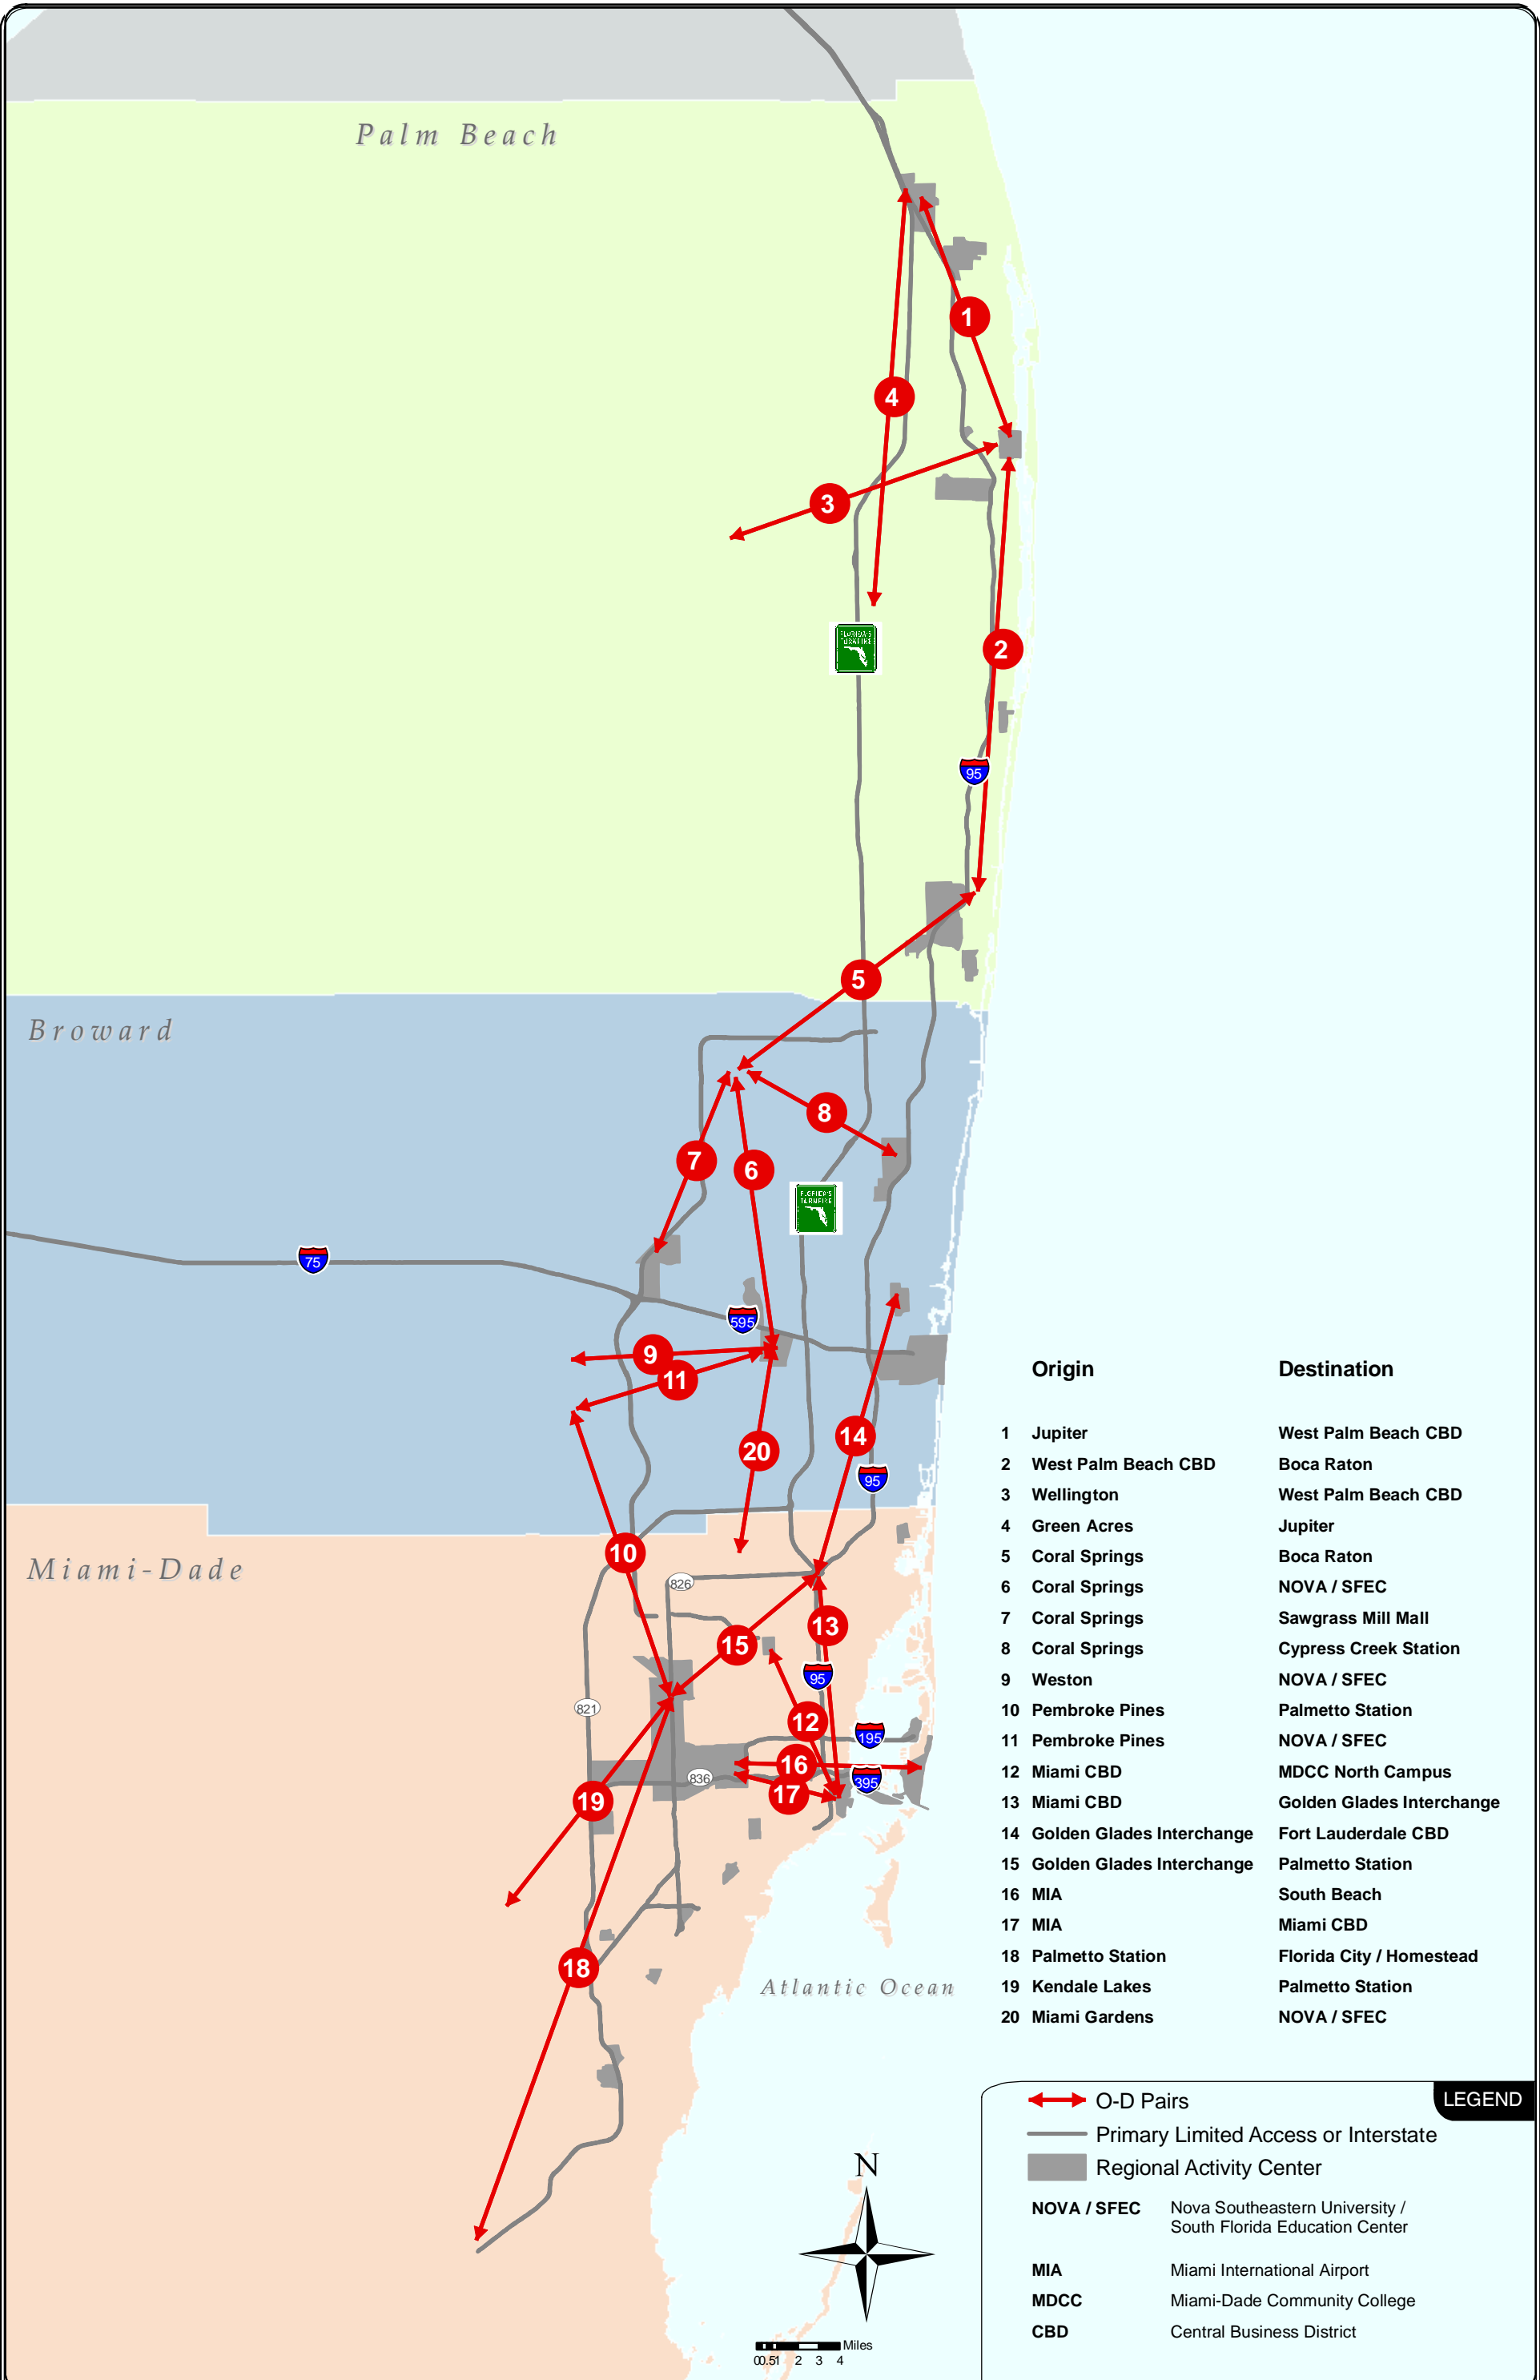 Palm Beach
1
4
3
FLORIDA'S
TURNPIKE
2
95
5
Broward
8
7
6
FLORIDA'S
TURNPIKE
75
595
9
11
Origin Destination
14
20
95
1 Jupiter West Palm Beach CBD
2 West Palm Beach CBD Boca Raton
3 Wellington West Palm Beach CBD
4 Green Acres Jupiter
5 Coral Springs Boca Raton
6 Coral Springs NOVA / SFEC
7 Coral Springs Sawgrass Mill Mall
8 Coral Springs Cypress Creek Station
9 Weston NOVA / SFEC
10 Pembroke Pines Palmetto Station
11 Pembroke Pines NOVA / SFEC
12 Miami CBD MDCC North Campus
13 Miami CBD Golden Glades Interchange
14 Golden Glades Interchange Fort Lauderdale CBD
15 Golden Glades Interchange Palmetto Station
16 MIA South Beach
17 MIA Miami CBD
18 Palmetto Station Florida City / Homestead
19 Kendale Lakes Palmetto Station
20 Miami Gardens NOVA / SFEC
10
Miami-Dade
826
13
15
95
821
12
195
16
836
395
17
19
18
Atlantic Ocean
LEGEND
O-D Pairs
Primary Limited Access or Interstate
Regional Activity Center
NOVA / SFEC Nova Southeastern University /
South Florida Education Center
MIA Miami International Airport
MDCC Miami-Dade Community College
CBD Central Business District
N
Miles
0 0.5 1 2 3 4